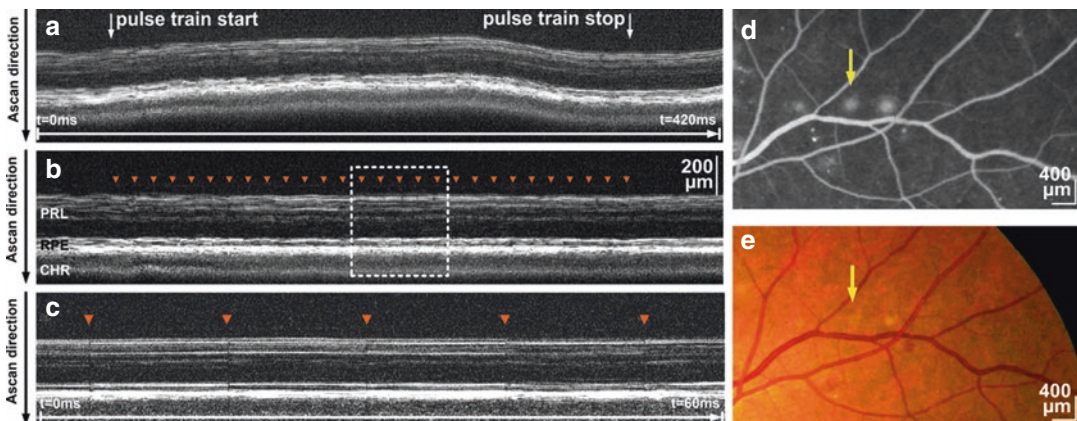 a
pulse train start
pulse train stop
Ascan direction
t=0ms
t=420ms
b
200
µm
PRL
RPE
CHR
Ascan direction
c
Ascan direction
t=0ms
t=60ms
d
400
µm
e
400
µm